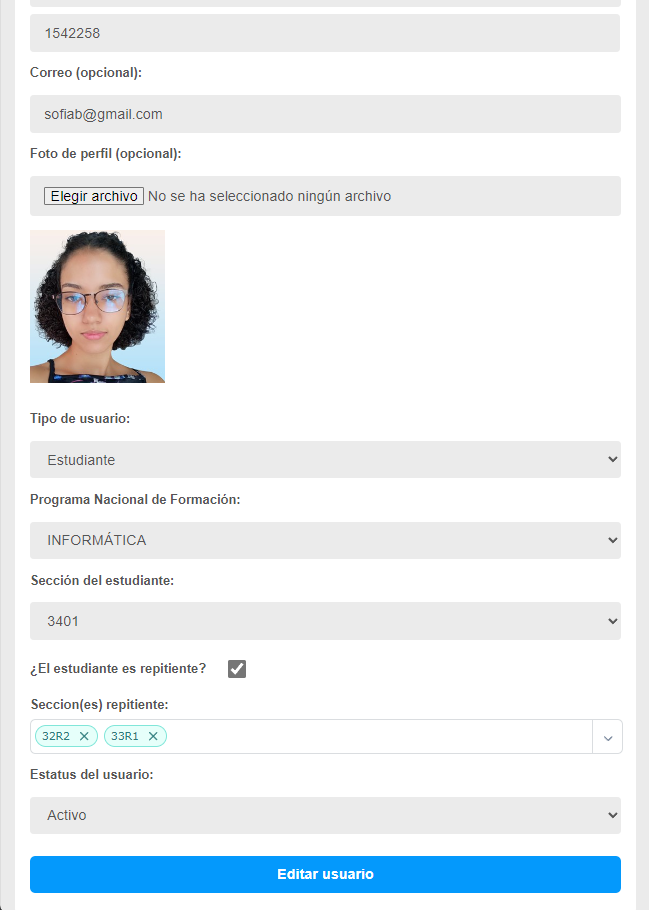 1542258
Correo (opcional):
sofiab@gmail.com
Foto de perfil (opcional):
Elegir archivo No se ha seleccionado ningún archivo
Tipo de usuario:
Estudiante
Programa Nacional de Formación:
INFORMÁTICA
Sección del estudiante:
3401
¿El estudiante es repitiente?
Seccion(es) repitiente:
32R2 × 33R1 ×
Estatus del usuario:
Activo
Editar usuario